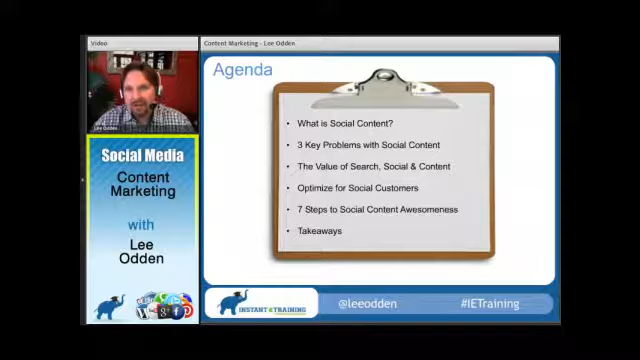 Video
Content Marketing - Lee Odden
Agenda
Lee Odden
What is Social Content?
3 Key Problems with Social Content
The Value of Search, Social & Content
Optimize for Social Customers
7 Steps to Social Content Awesomeness
Takeaways
Social Media
Content
Marketing
with
Lee
Odden
INSTANT eTRAINING
@leeodden
#IETraining